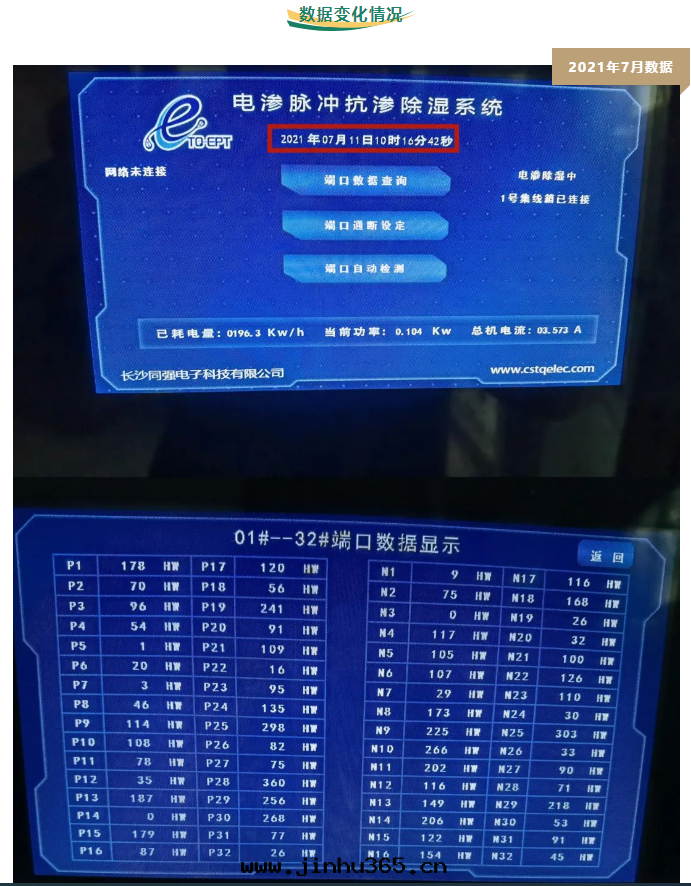 数据变化情况
2021年7月数据
电渗脉冲抗渗除湿系统
e
TO·EPT
2021年07月11日10时16分42秒
网络未连接
端口数据查询
电渗除湿中
1号集线箱已连接
端口通断设定
端口自动检测
已耗电量：0196.3 Kw/h 当前功率：0.104 Kw 总机电流：03.573 A
长沙同强电子科技有限公司
www.cstqelec.com
01#--32#端口数据显示
返 回
P1 178 HW P17 120 HW N1 9 HW N17 116 HW
P2 70 HW P18 56 HW N2 75 HW N18 168 HW
P3 96 HW P19 241 HW N3 0 HW N19 26 HW
P4 54 HW P20 91 HW N4 117 HW N20 32 HW
P5 1 HW P21 109 HW N5 105 HW N21 100 HW
P6 20 HW P22 16 HW N6 107 HW N22 126 HW
P7 3 HW P23 95 HW N7 29 HW N23 110 HW
P8 46 HW P24 135 HW N8 173 HW N24 30 HW
P9 114 HW P25 298 HW N9 225 HW N25 303 HW
P10 108 HW P26 82 HW N10 266 HW N26 33 HW
P11 78 HW P27 75 HW N11 202 HW N27 90 HW
P12 35 HW P28 360 HW N12 116 HW N28 71 HW
P13 187 HW P29 256 HW N13 149 HW N29 218 HW
P14 0 HW P30 268 HW N14 206 HW N30 53 HW
P15 179 HW P31 77 HW N15 122 HW N31 91 HW
P16 87 HW P32 26 HW N16 154 HW N32 45 HW
www.jinhu365.cn